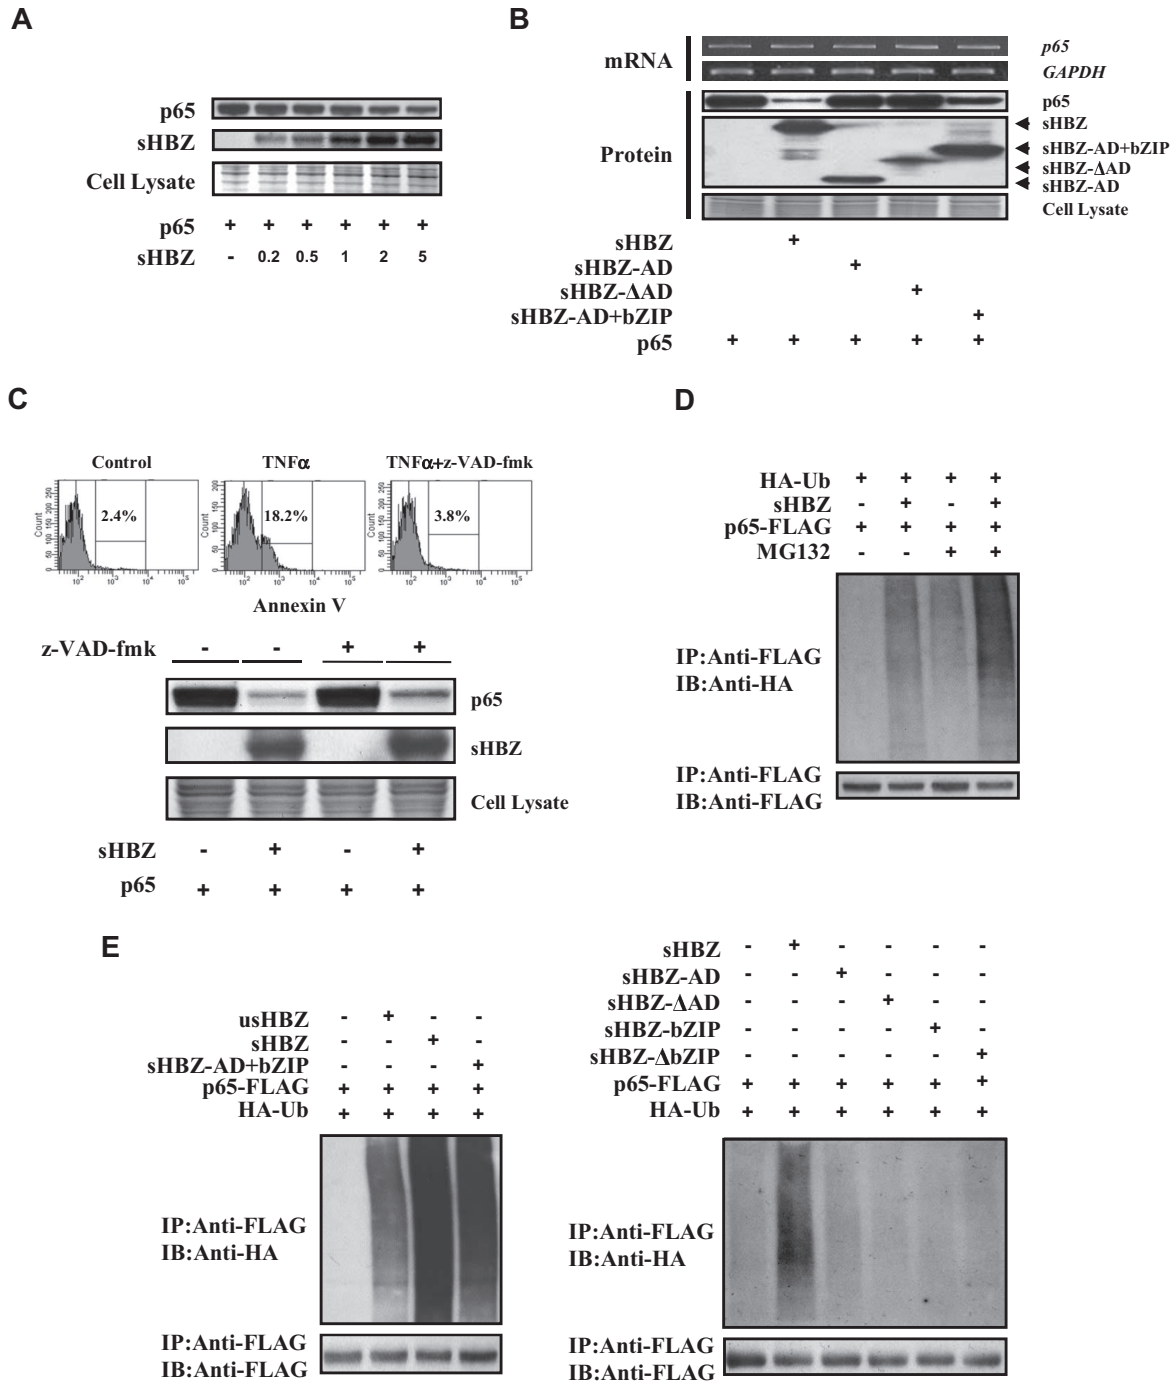 A
p65
sHBZ
Cell Lysate
p65 + + + + + +
sHBZ - 0.2 0.5 1 2 5
B
mRNA
p65
GAPDH
Protein
p65
sHBZ
sHBZ-AD+bZIP
sHBZ-ΔAD
sHBZ-AD
Cell Lysate
sHBZ +
sHBZ-AD +
sHBZ-ΔAD +
sHBZ-AD+bZIP +
p65 + + + + +
C
Control TNFα TNFα+z-VAD-fmk
2.4% 18.2% 3.8%
Count Count Count
Annexin V
z-VAD-fmk - - + +
p65
sHBZ
Cell Lysate
sHBZ - + - +
p65 + + + +
D
HA-Ub + + + +
sHBZ - + - +
p65-FLAG + + + +
MG132 - - + +
IP:Anti-FLAG
IB:Anti-HA
IP:Anti-FLAG
IB:Anti-FLAG
E
usHBZ - + - -
sHBZ - - + -
sHBZ-AD+bZIP - - - +
p65-FLAG + + + +
HA-Ub + + + +
IP:Anti-FLAG
IB:Anti-HA
IP:Anti-FLAG
IB:Anti-FLAG
sHBZ - + - - - -
sHBZ-AD - - + - - -
sHBZ-ΔAD - - - + - -
sHBZ-bZIP - - - - + -
sHBZ-ΔbZIP - - - - - +
p65-FLAG + + + + + +
HA-Ub + + + + + +
IP:Anti-FLAG
IB:Anti-HA
IP:Anti-FLAG
IB:Anti-FLAG